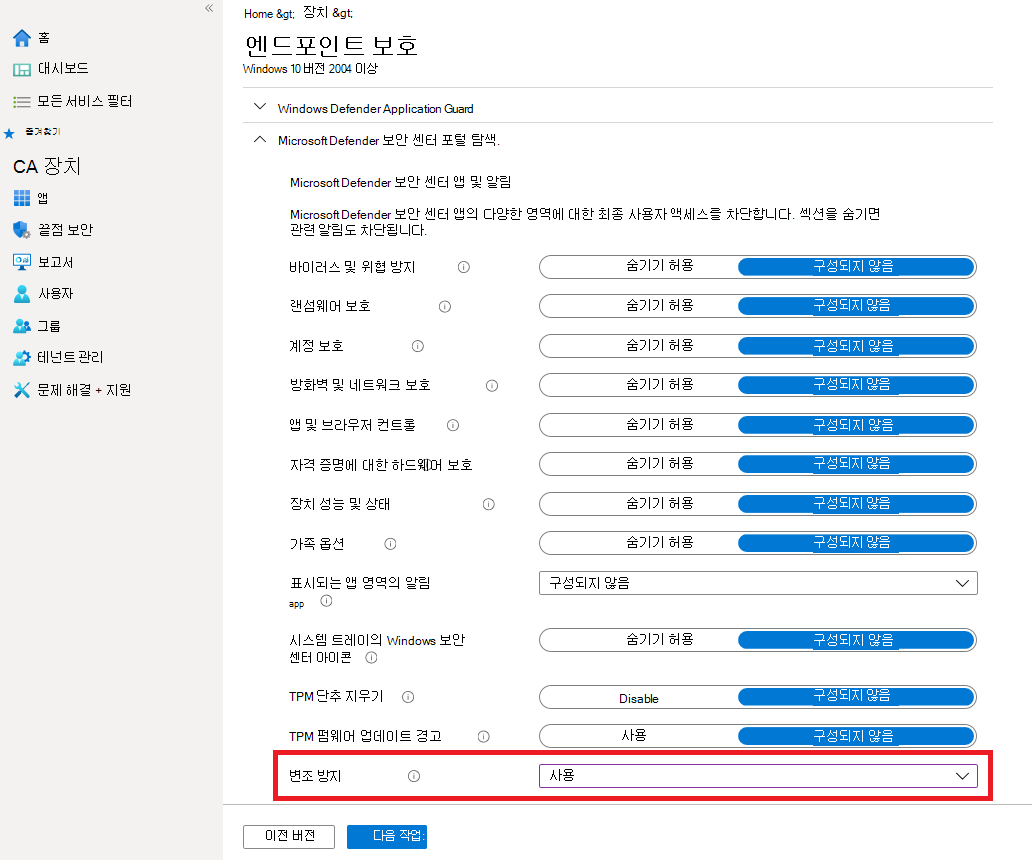 «
홈
대시보드
모든 서비스 필터
즐겨찾기
CA 장치
앱
끝점 보안
보고서
사용자
그룹
테넌트 관리
문제 해결 + 지원
Home &gt; 장치 &gt;
엔드포인트 보호
Windows 10 버전 2004 이상
Windows Defender Application Guard
Microsoft Defender 보안 센터 포털 탐색.
Microsoft Defender 보안 센터 앱 및 알림
Microsoft Defender 보안 센터 앱의 다양한 영역에 대한 최종 사용자 액세스를 차단합니다. 섹션을 숨기면
관련 알림도 차단됩니다.
바이러스 및 위협 방지 숨기기 허용 구성되지 않음
랜섬웨어 보호 숨기기 허용 구성되지 않음
계정 보호 숨기기 허용 구성되지 않음
방화벽 및 네트워크 보호 숨기기 허용 구성되지 않음
앱 및 브라우저 컨트롤 숨기기 허용 구성되지 않음
자격 증명에 대한 하드웨어 보호 숨기기 허용 구성되지 않음
장치 성능 및 상태 숨기기 허용 구성되지 않음
가족 옵션 숨기기 허용 구성되지 않음
표시되는 앱 영역의 알림 구성되지 않음
app
시스템 트레이의 Windows 보안 숨기기 허용 구성되지 않음
센터 아이콘
TPM 단추 지우기 Disable 구성되지 않음
TPM 펌웨어 업데이트 경고 사용 구성되지 않음
변조 방지 사용
이전 버전 다음 작업: